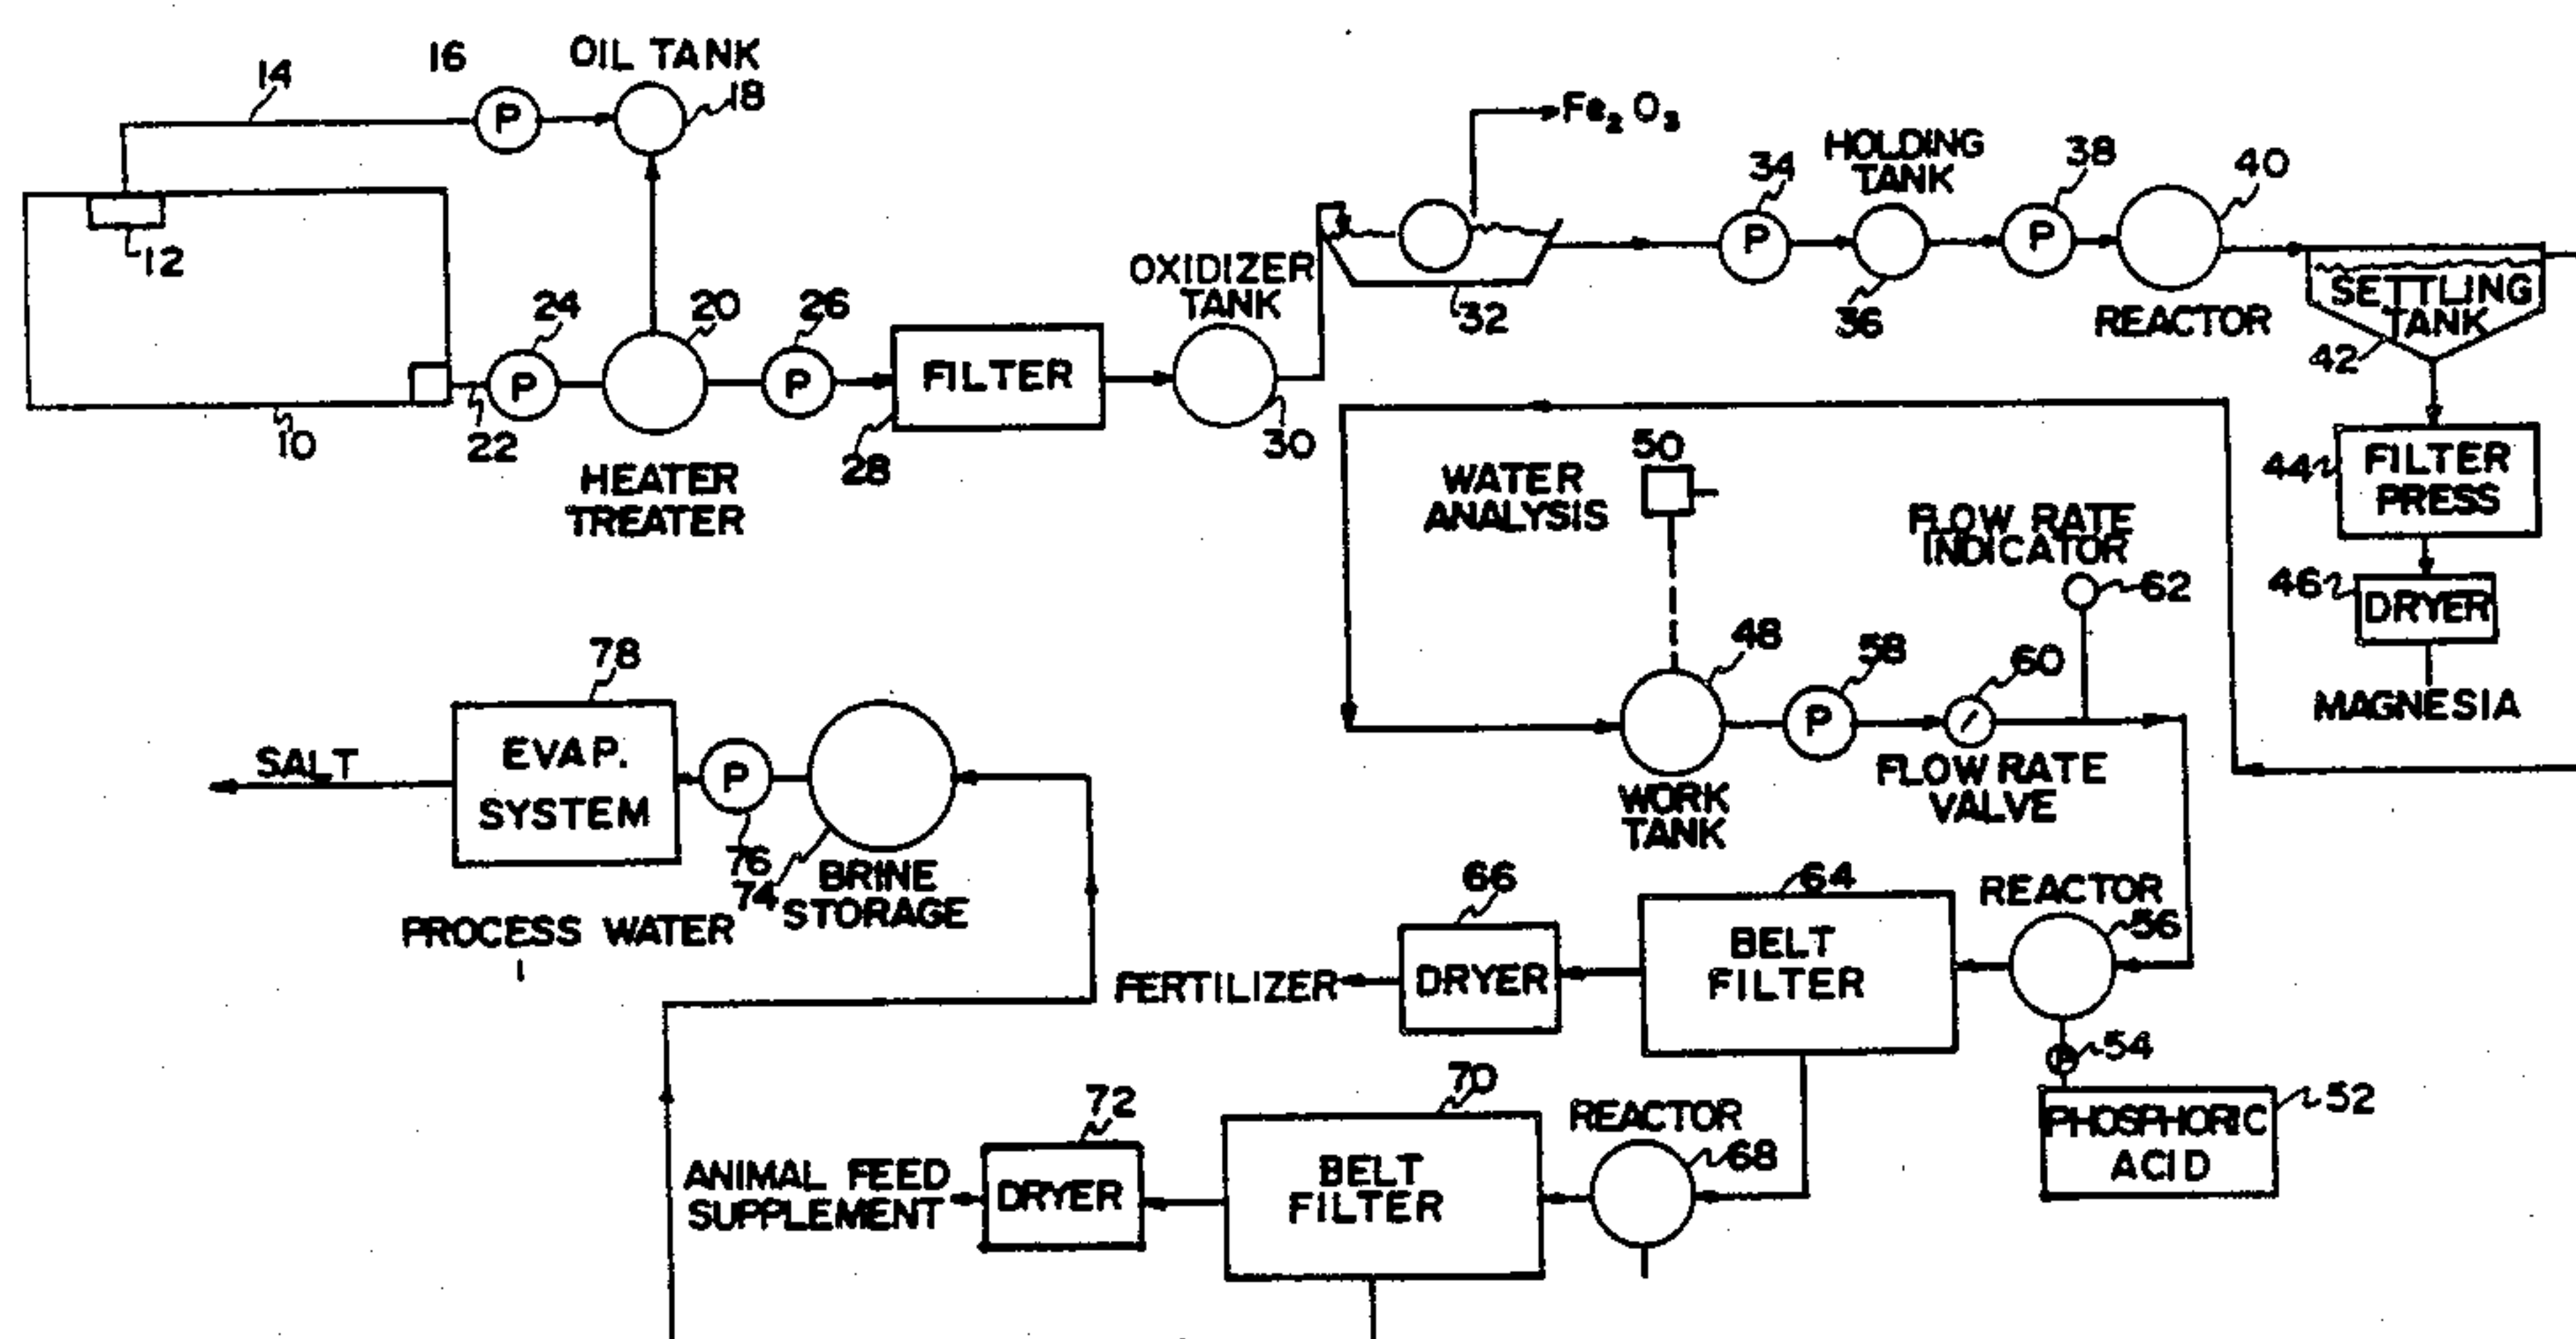 16
OIL TANK
14
18
P
Fe₂O₃
HOLDING
TANK
34
38
40
12
P
P
OXIDIZER
TANK
32
36
REACTOR
SETTLING
TANK
42
24
20
26
P
P
FILTER
10
22
28
30
HEATER
TREATER
WATER
ANALYSIS
50
44
FILTER
PRESS
FLOW RATE
INDICATOR
62
46
DRYER
MAGNESIA
78
48
58
60
P
EVAP.
SYSTEM
SALT
P
FLOW RATE
VALVE
WORK
TANK
76
74
BRINE
STORAGE
PROCESS WATER
66
64
REACTOR
56
BELT
FILTER
DRYER
FERTILIZER
54
P
72
70
REACTOR
68
52
PHOSPHORIC
ACID
BELT
FILTER
DRYER
ANIMAL FEED
SUPPLEMENT